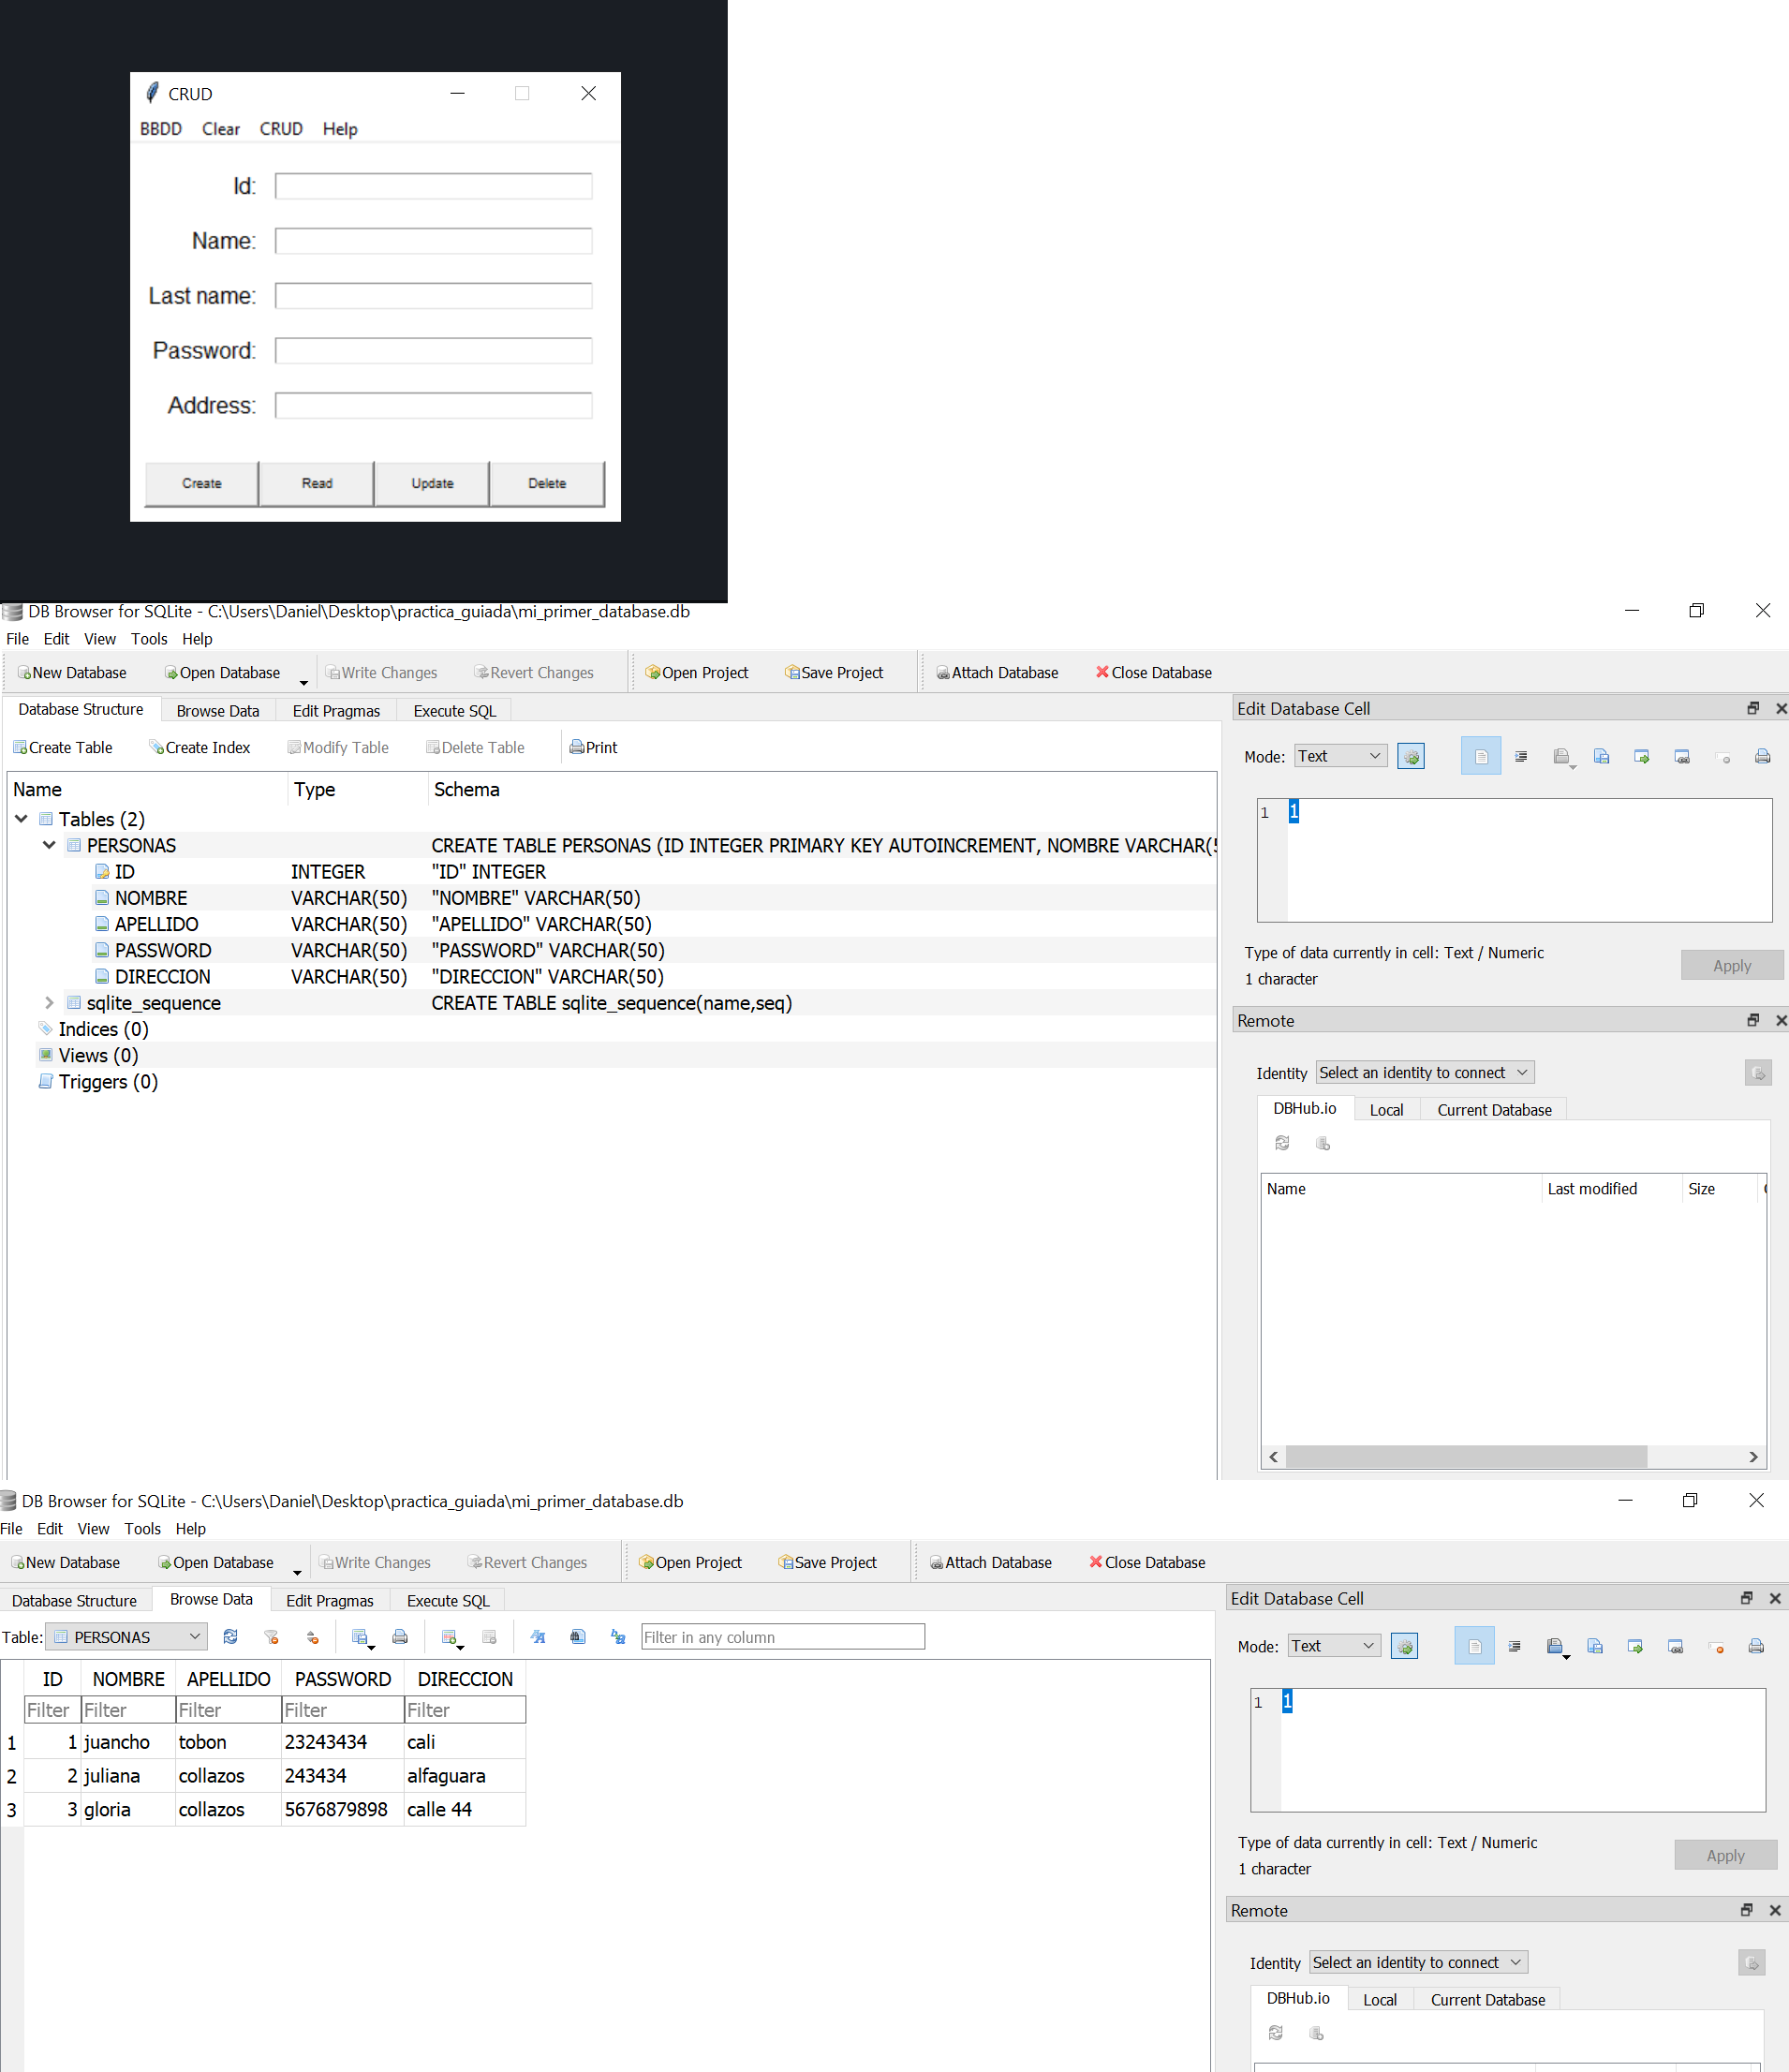 CRUD
BBDD Clear CRUD Help
Id:
Name:
Last name:
Password:
Address:
Create Read Update Delete
DB Browser for SQLite - C:\Users\Daniel\Desktop\practica_guiada\mi_primer_database.db
File Edit View Tools Help
New Database Open Database Write Changes Revert Changes Open Project Save Project Attach Database Close Database
Database Structure Browse Data Edit Pragmas Execute SQL
Create Table Create Index Modify Table Delete Table Print
Name Type Schema
Tables (2)
PERSONAS CREATE TABLE PERSONAS (ID INTEGER PRIMARY KEY AUTOINCREMENT, NOMBRE VARCHAR(5
ID INTEGER "ID" INTEGER
NOMBRE VARCHAR(50) "NOMBRE" VARCHAR(50)
APELLIDO VARCHAR(50) "APELLIDO" VARCHAR(50)
PASSWORD VARCHAR(50) "PASSWORD" VARCHAR(50)
DIRECCION VARCHAR(50) "DIRECCION" VARCHAR(50)
sqlite_sequence CREATE TABLE sqlite_sequence(name,seq)
Indices (0)
Views (0)
Triggers (0)
Edit Database Cell
Mode: Text
1 1
Type of data currently in cell: Text / Numeric
1 character
Apply
Remote
Identity Select an identity to connect
DBHub.io Local Current Database
Name Last modified Size
DB Browser for SQLite - C:\Users\Daniel\Desktop\practica_guiada\mi_primer_database.db
File Edit View Tools Help
New Database Open Database Write Changes Revert Changes Open Project Save Project Attach Database Close Database
Database Structure Browse Data Edit Pragmas Execute SQL
Table: PERSONAS Filter in any column
ID NOMBRE APELLIDO PASSWORD DIRECCION
Filter Filter Filter Filter Filter
1 1 juancho tobon 23243434 cali
2 2 juliana collazos 243434 alfaguara
3 3 gloria collazos 5676879898 calle 44
Edit Database Cell
Mode: Text
1 1
Type of data currently in cell: Text / Numeric
1 character
Apply
Remote
Identity Select an identity to connect
DBHub.io Local Current Database